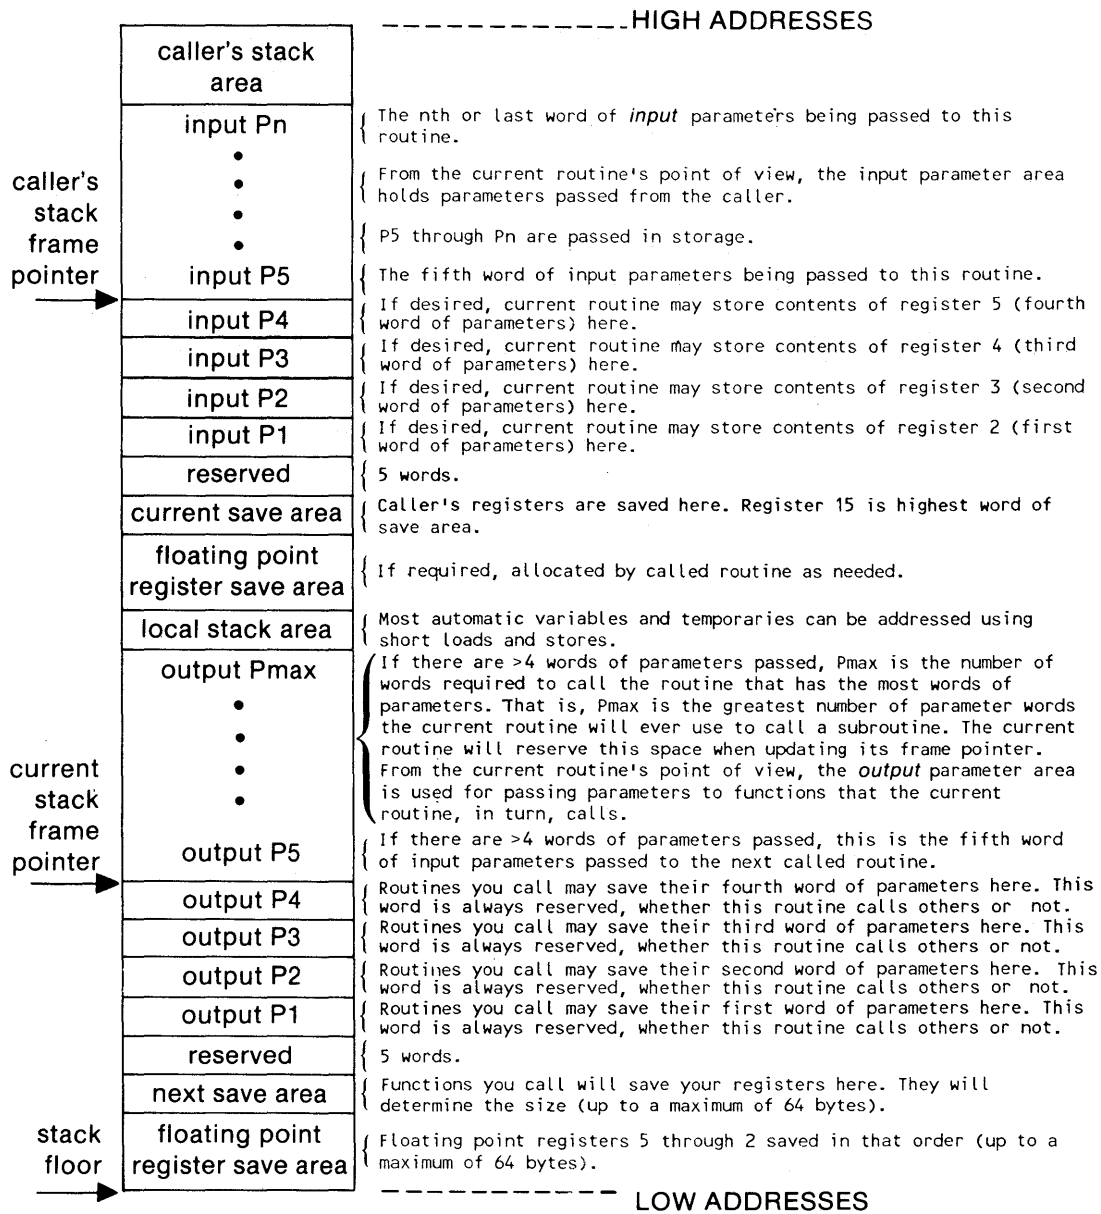 HIGH ADDRESSES
caller's stack
area
input Pn
The nth or last word of input parameters being passed to this
routine.
caller's
stack
frame
pointer
From the current routine's point of view, the input parameter area
holds parameters passed from the caller.
P5 through Pn are passed in storage.
input P5
The fifth word of input parameters being passed to this routine.
input P4
If desired, current routine may store contents of register 5 (fourth
word of parameters) here.
input P3
If desired, current routine may store contents of register 4 (third
word of parameters) here.
input P2
If desired, current routine may store contents of register 3 (second
word of parameters) here.
input P1
If desired, current routine may store contents of register 2 (first
word of parameters) here.
reserved
5 words.
current save area
Caller's registers are saved here. Register 15 is highest word of
save area.
floating point
register save area
If required, allocated by called routine as needed.
local stack area
Most automatic variables and temporaries can be addressed using
short loads and stores.
output Pmax
If there are >4 words of parameters passed, Pmax is the number of
words required to call the routine that has the most words of
parameters. That is, Pmax is the greatest number of parameter words
the current routine will ever use to call a subroutine. The current
routine will reserve this space when updating its frame pointer.
From the current routine's point of view, the output parameter area
is used for passing parameters to functions that the current
routine, in turn, calls.
current
stack
frame
pointer
output P5
If there are >4 words of parameters passed, this is the fifth word
of input parameters passed to the next called routine.
output P4
Routines you call may save their fourth word of parameters here. This
word is always reserved, whether this routine calls others or not.
output P3
Routines you call may save their third word of parameters here. This
word is always reserved, whether this routine calls others or not.
output P2
Routines you call may save their second word of parameters here. This
word is always reserved, whether this routine calls others or not.
output P1
Routines you call may save their first word of parameters here. This
word is always reserved, whether this routine calls others or not.
reserved
5 words.
next save area
Functions you call will save your registers here. They will
determine the size (up to a maximum of 64 bytes).
stack
floor
floating point
register save area
Floating point registers 5 through 2 saved in that order (up to a
maximum of 64 bytes).
LOW ADDRESSES